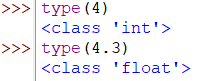 >>> type(4)
<class 'int'>
>>> type(4.3)
<class 'float'>